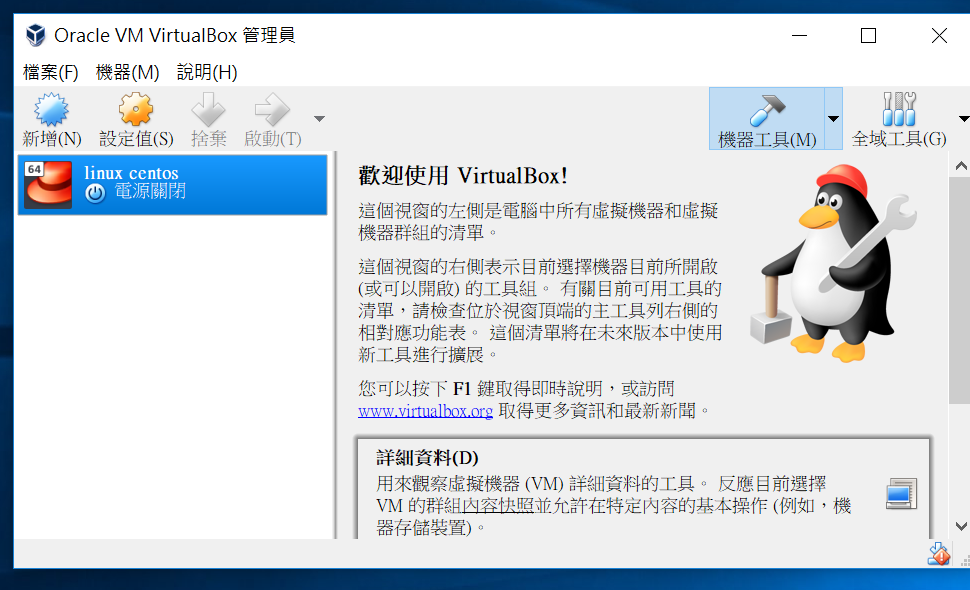 Oracle VM VirtualBox 管理員
檔案(F) 機器(M) 說明(H)
新增(N) 設定值(S) 捨棄 啟動(T) 機器工具(M) 全域工具(G)
64
linux centos
電源關閉
歡迎使用 VirtualBox!
這個視窗的左側是電腦中所有虛擬機器和虛擬
機器群組的清單。
這個視窗的右側表示目前選擇機器目前所開啟
(或可以開啟) 的工具組。 有關目前可用工具的
清單，請檢查位於視窗頂端的主工具列右側的
相對應功能表。 這個清單將在未來版本中使用
新工具進行擴展。
您可以按下 F1 鍵取得即時說明，或訪問
www.virtualbox.org 取得更多資訊和最新新聞。
詳細資料(D)
用來觀察虛擬機器 (VM) 詳細資料的工具。 反應目前選擇
VM 的群組內容快照並允許在特定內容的基本操作 (例如，機
器存儲裝置)。